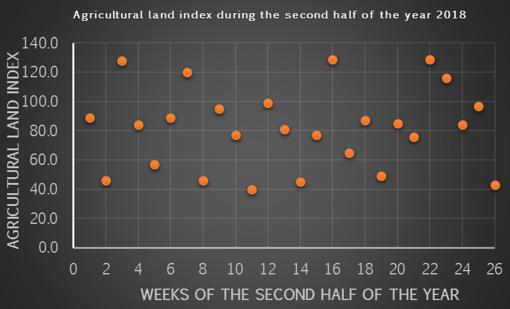 Agricultural land index during the second half of the year 2018
140.0
120.0
100.0
80.0
60.0
40.0
20.0
0.0
AGRICULTURAL LAND INDEX
0 2 4 6 8 10 12 14 16 18 20 22 24 26
WEEKS OF THE SECOND HALF OF THE YEAR